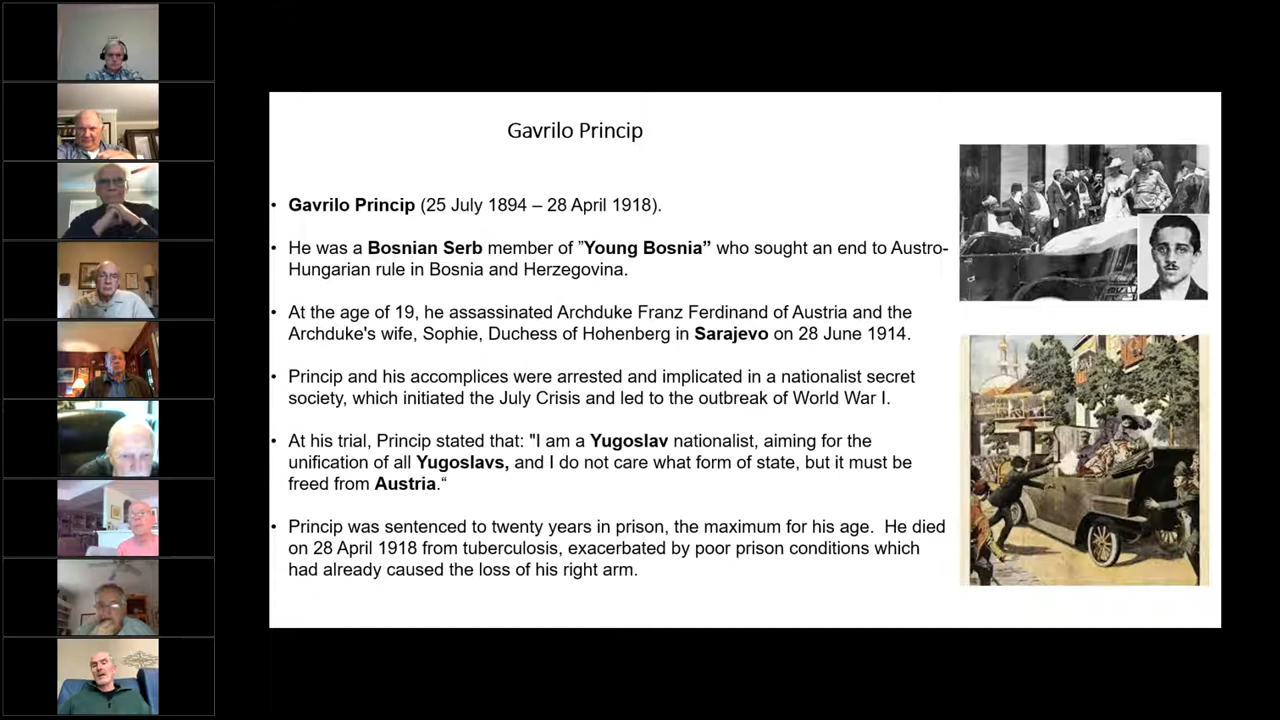 Gavrilo Princip
• Gavrilo Princip (25 July 1894 – 28 April 1918).
• He was a Bosnian Serb member of ”Young Bosnia” who sought an end to Austro-
Hungarian rule in Bosnia and Herzegovina.
• At the age of 19, he assassinated Archduke Franz Ferdinand of Austria and the
Archduke's wife, Sophie, Duchess of Hohenberg in Sarajevo on 28 June 1914.
• Princip and his accomplices were arrested and implicated in a nationalist secret
society, which initiated the July Crisis and led to the outbreak of World War I.
• At his trial, Princip stated that: "I am a Yugoslav nationalist, aiming for the
unification of all Yugoslavs, and I do not care what form of state, but it must be
freed from Austria.“
• Princip was sentenced to twenty years in prison, the maximum for his age.  He died
on 28 April 1918 from tuberculosis, exacerbated by poor prison conditions which
had already caused the loss of his right arm.